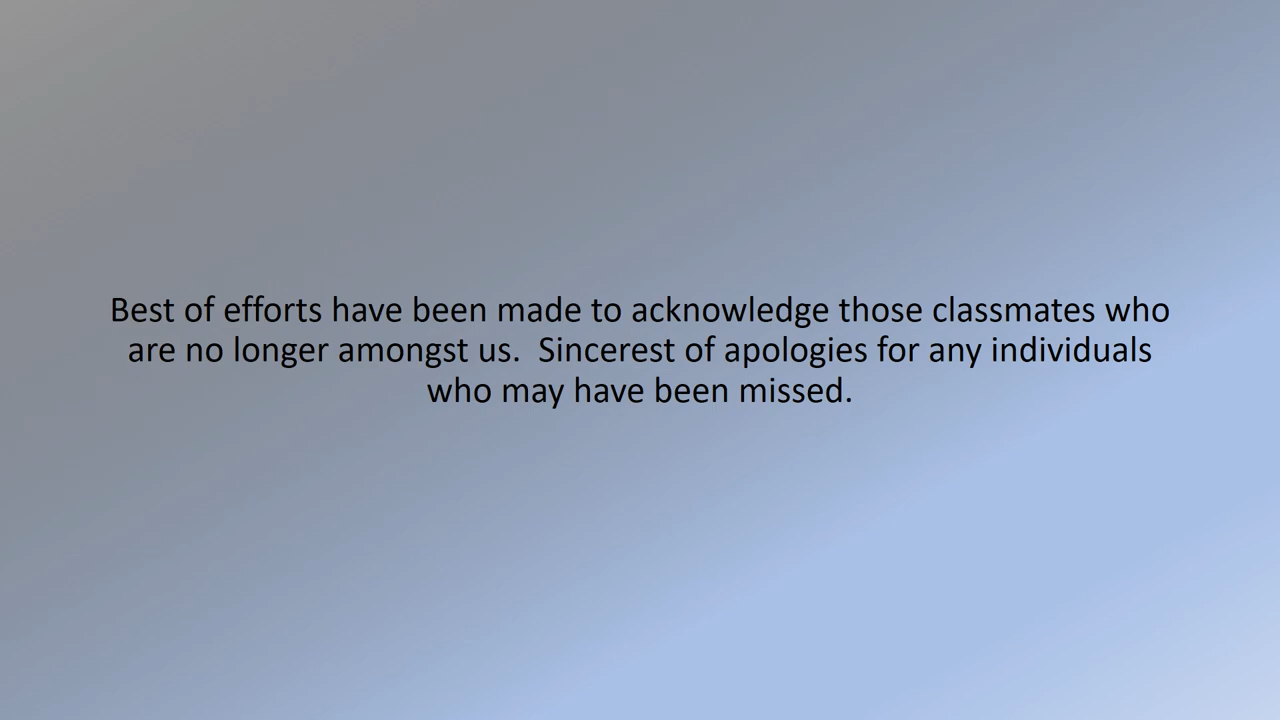 Best of efforts have been made to acknowledge those classmates who
are no longer amongst us.  Sincerest of apologies for any individuals
who may have been missed.